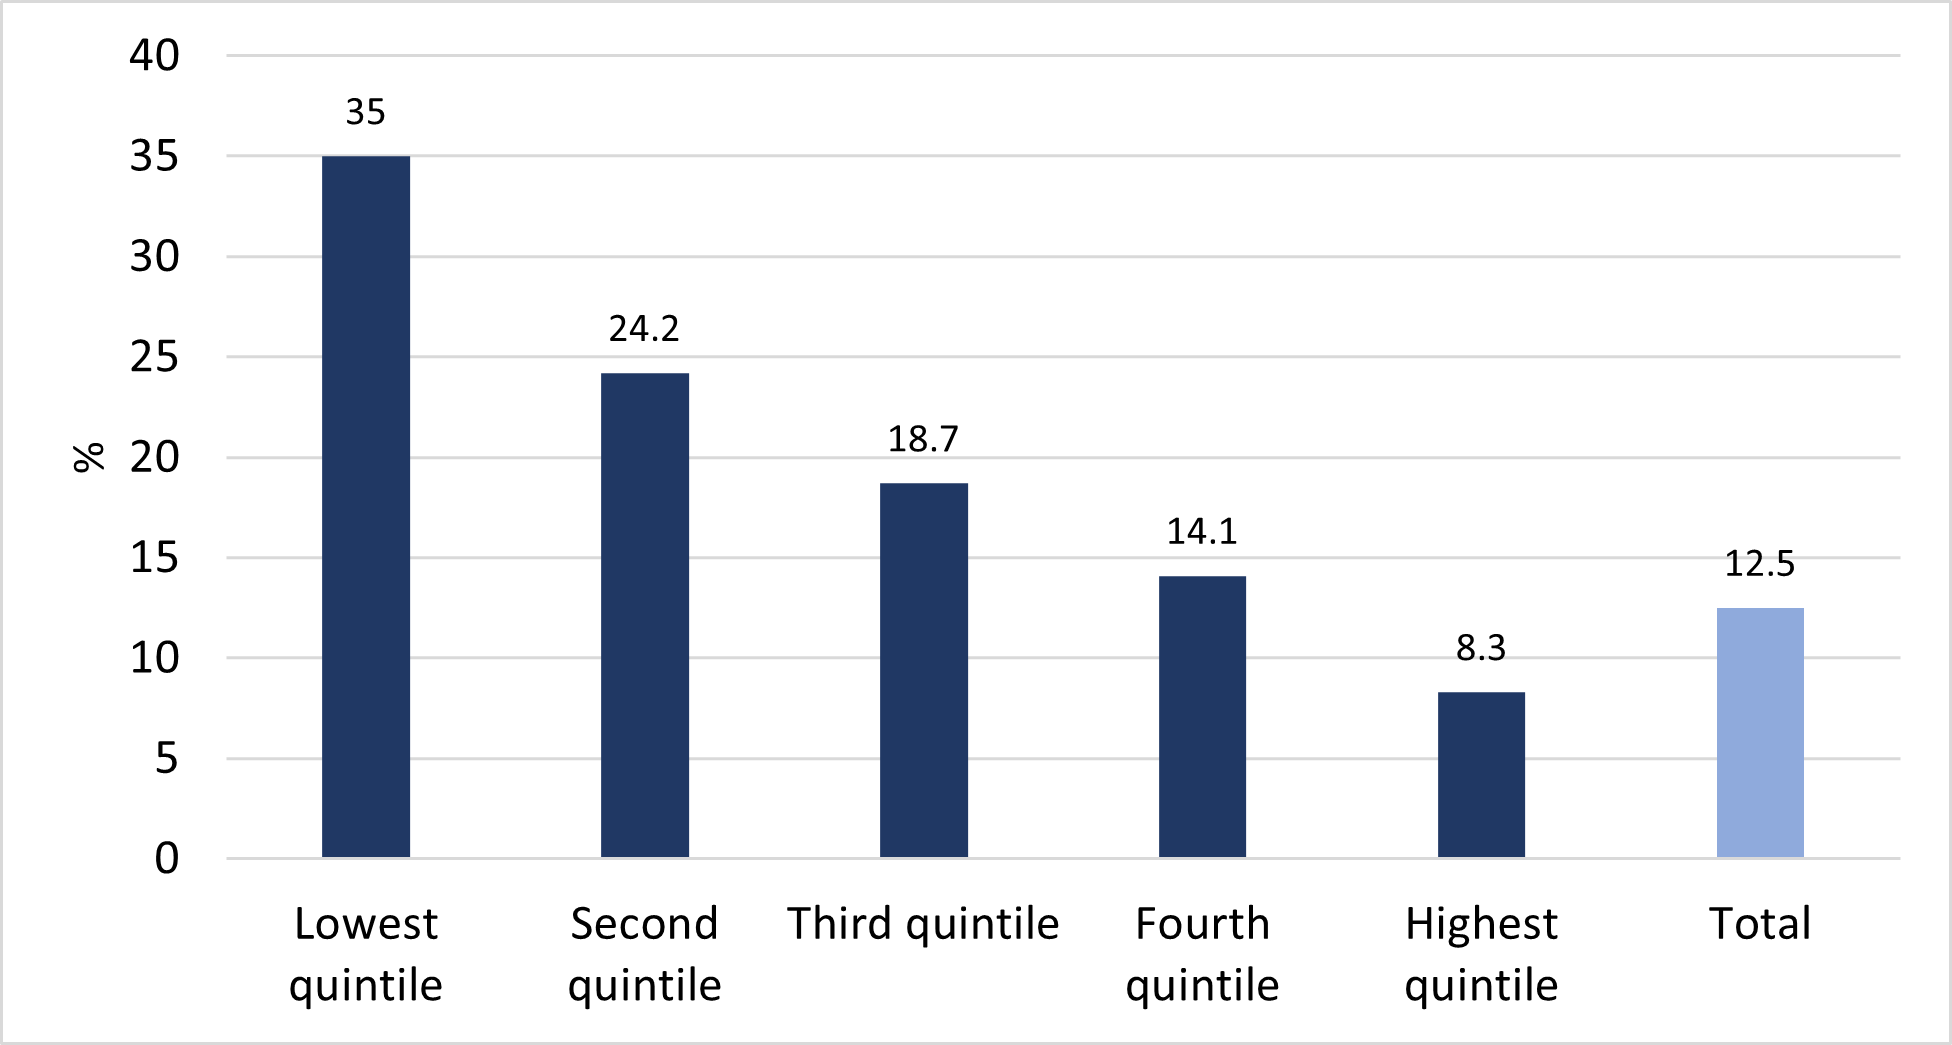 40
35
30
25
20
15
10
5
0
%
35
24.2
18.7
14.1
8.3
12.5
Lowest
quintile
Second
quintile
Third quintile
Fourth
quintile
Highest
quintile
Total